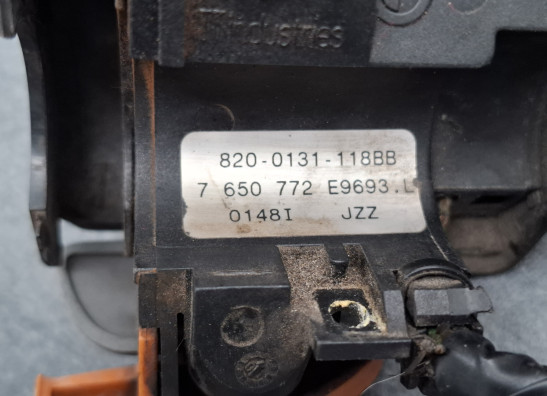 Industries
820-0131-118BB
7 650 772 E9693.L
0148I JZZ